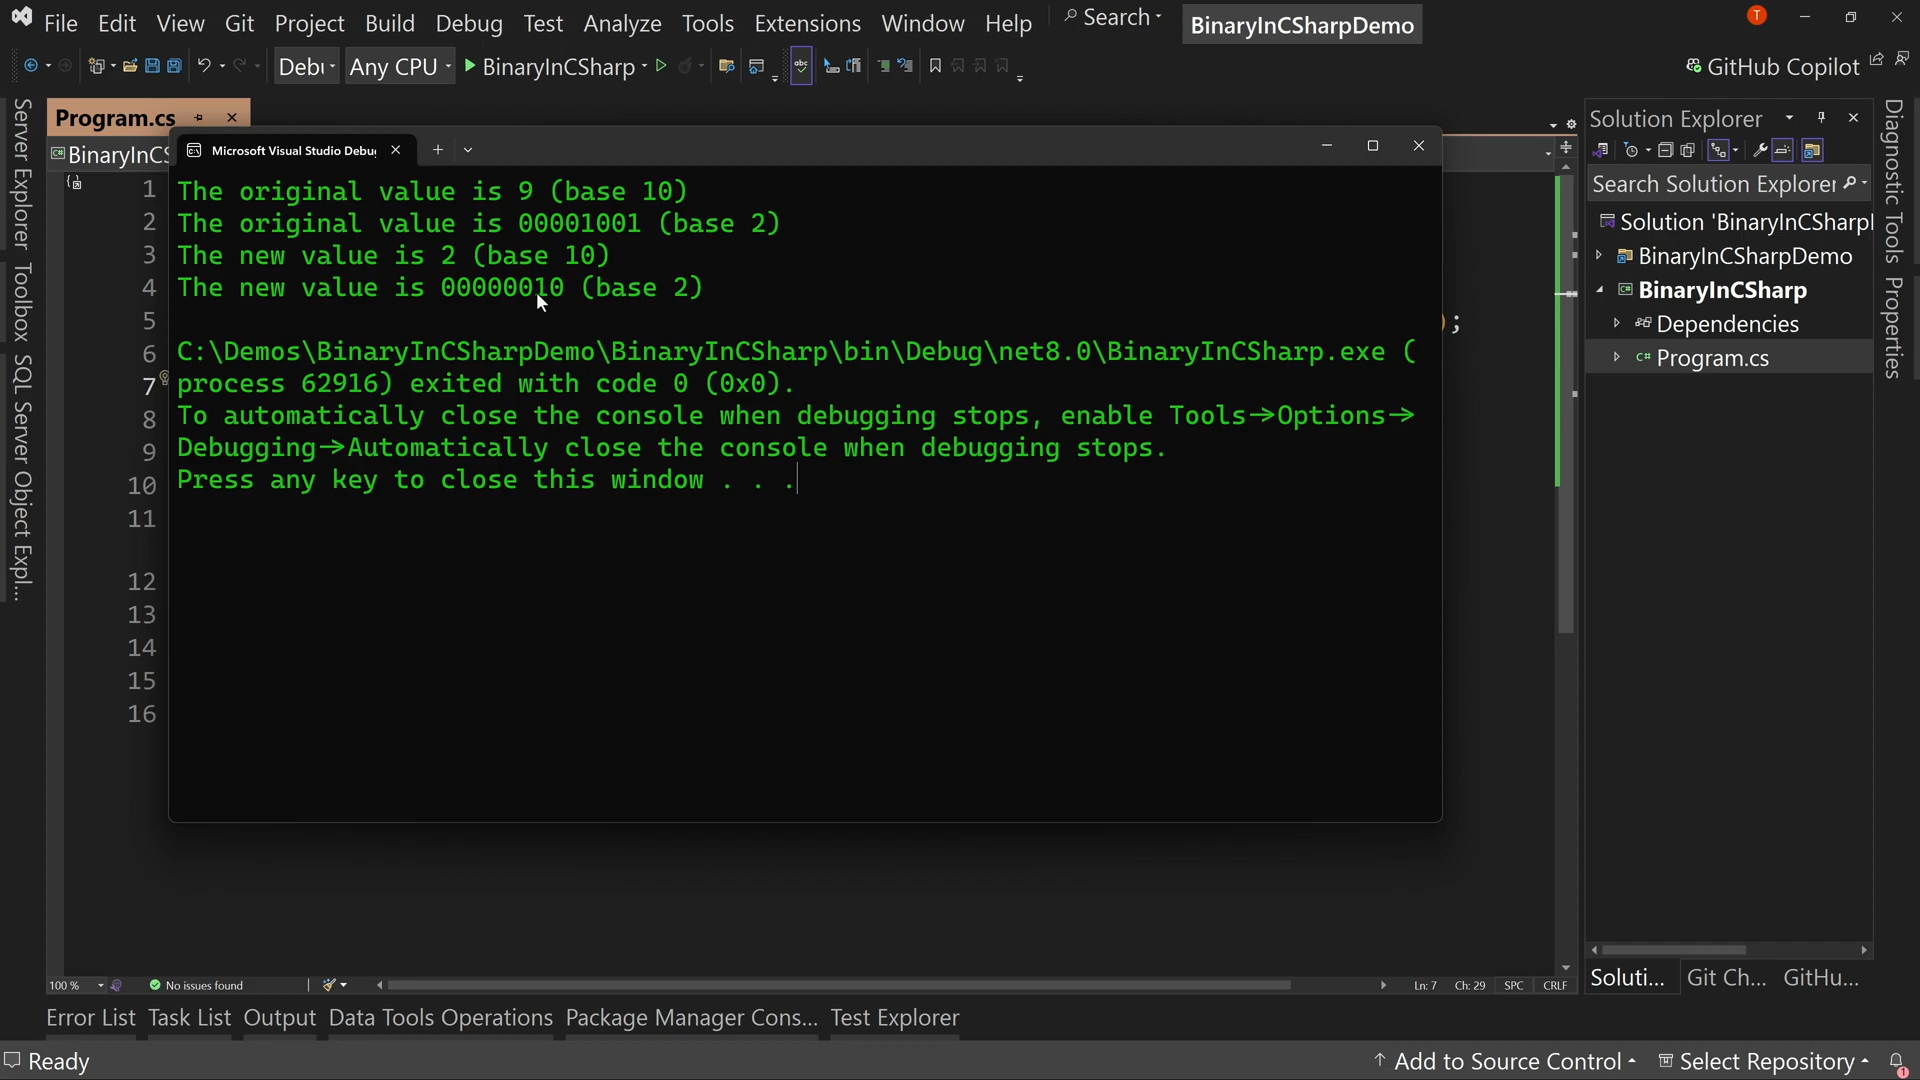 File Edit View Git Project Build Debug Test Analyze Tools Extensions Window Help Search BinaryInCSharpDemo
Debu Any CPU BinaryInCSharp GitHub Copilot
Server Explorer
Toolbox
SQL Server Object Expl...
Program.cs
BinaryInCS
Microsoft Visual Studio Debu
1
2
3
4
5
6
7
8
9
10
11
12
13
14
15
16
The original value is 9 (base 10)
The original value is 00001001 (base 2)
The new value is 2 (base 10)
The new value is 00000010 (base 2)
);
C:\Demos\BinaryInCSharpDemo\BinaryInCSharp\bin\Debug\net8.0\BinaryInCSharp.exe (
process 62916) exited with code 0 (0x0).
To automatically close the console when debugging stops, enable Tools->Options->
Debugging->Automatically close the console when debugging stops.
Press any key to close this window . . .
Solution Explorer
Search Solution Explorer
Solution 'BinaryInCSharp
BinaryInCSharpDemo
BinaryInCSharp
Dependencies
C# Program.cs
Soluti... Git Ch... GitHu...
Diagnostic Tools
Properties
100 % No issues found Ln: 7 Ch: 29 SPC CRLF
Error List Task List Output Data Tools Operations Package Manager Cons... Test Explorer
Ready Add to Source Control Select Repository 1